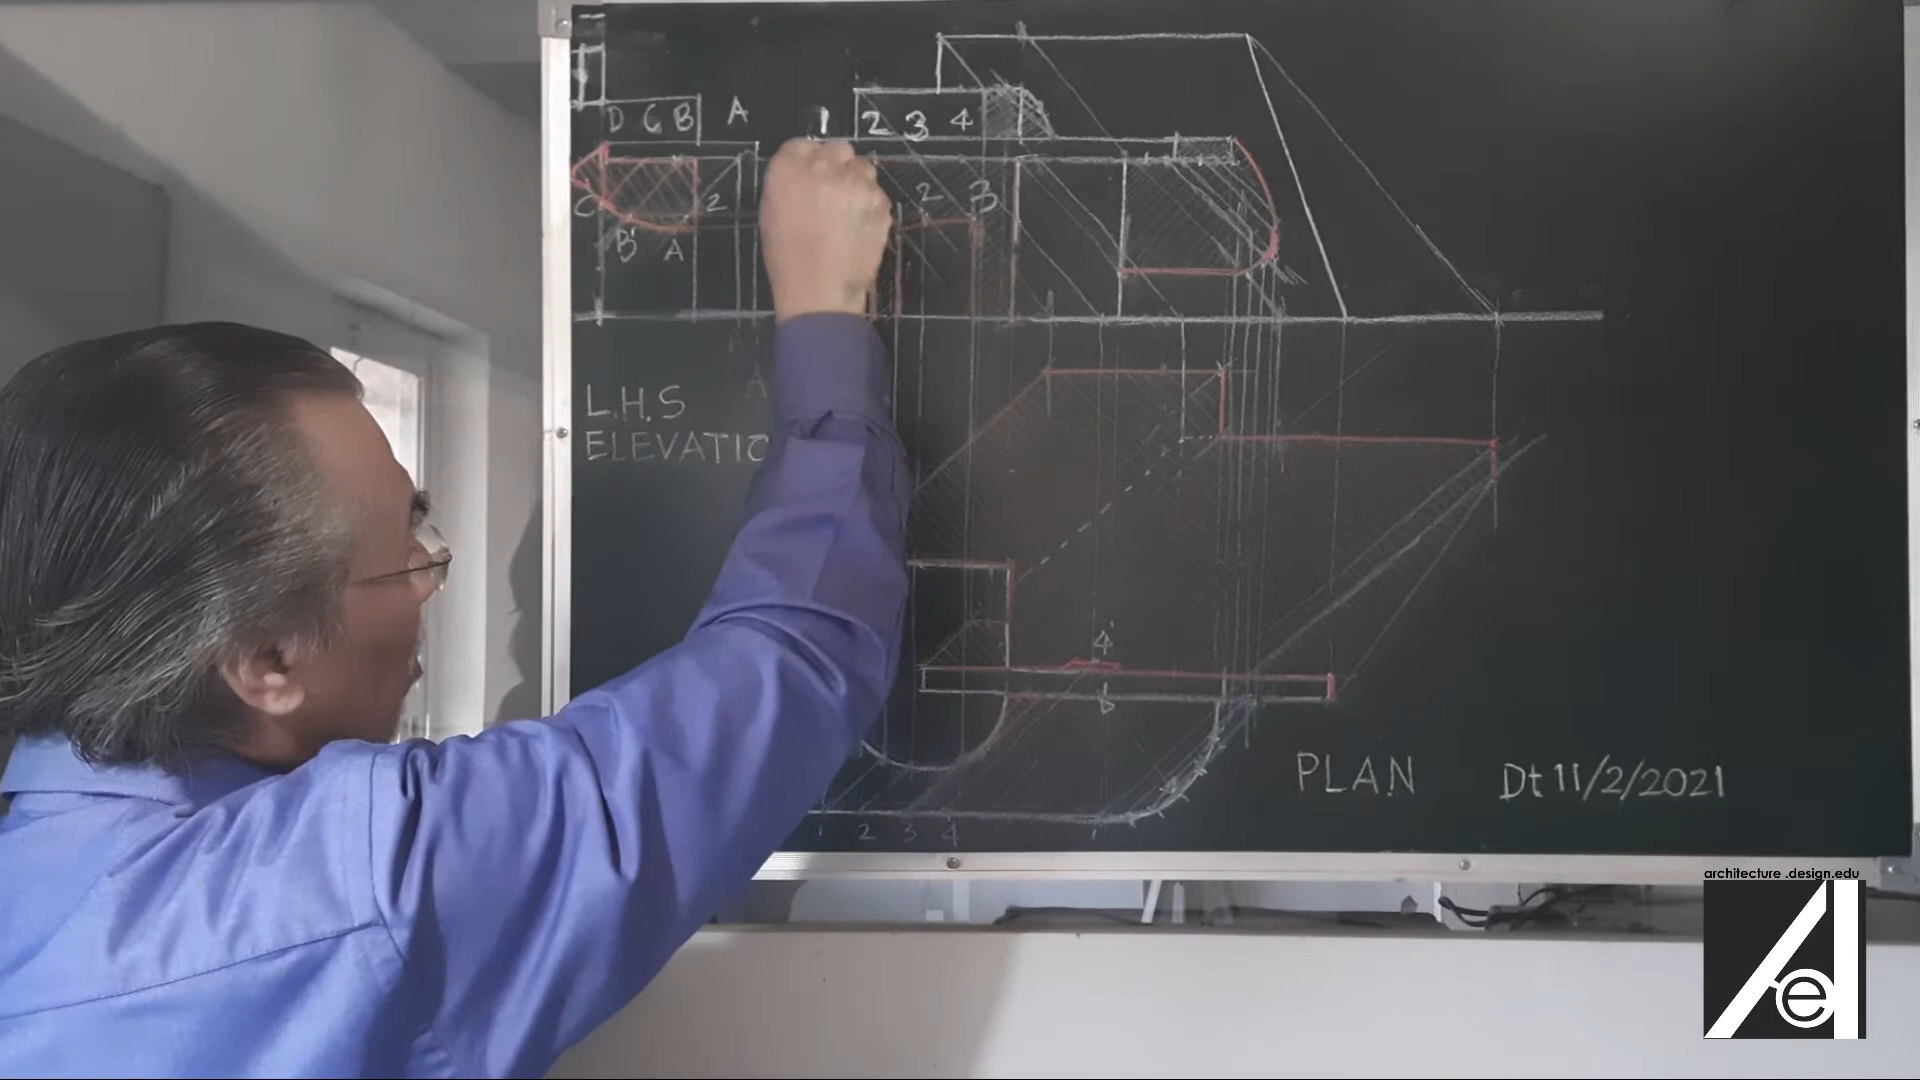 D C B A 1 2 3 4
C 2 2 3
B' A
L.H.S
ELEVATIO
A
4'
PLAN Dt 11/2/2021
1 2 3 4
architecture .design.edu
A e d